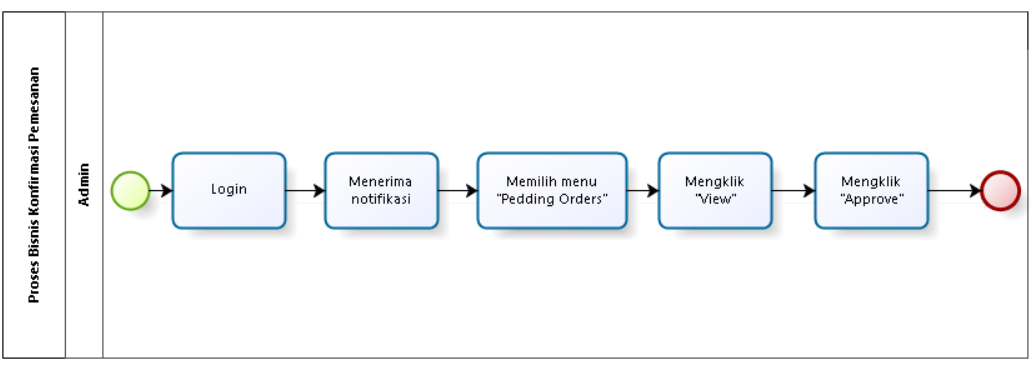 Proses Bisnis Konfirmasi Pemesanan
Admin
Login
Menerima
notifikasi
Memilih menu
"Pedding Orders"
Mengklik
"View"
Mengklik
"Approve"